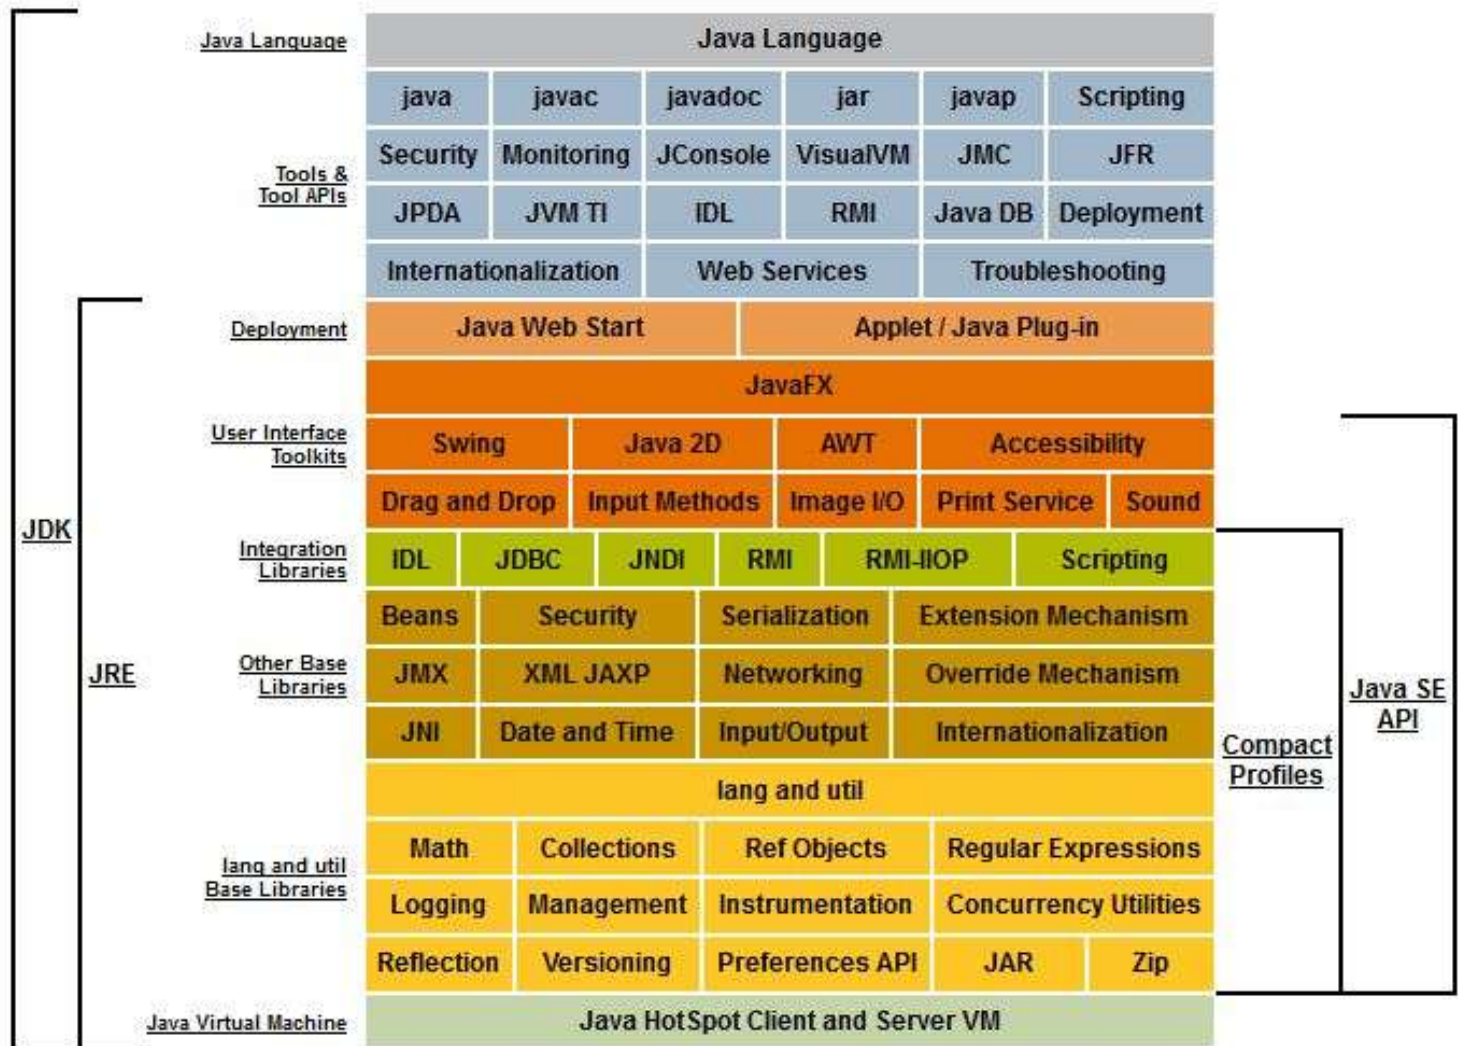 Java Language
Java Language
java javac javadoc jar javap Scripting
Security Monitoring JConsole VisualVM JMC JFR
Tools &
Tool APIs
JPDA JVM TI IDL RMI Java DB Deployment
Internationalization Web Services Troubleshooting
Deployment
Java Web Start Applet / Java Plug-in
JavaFX
User Interface
Toolkits
Swing Java 2D AWT Accessibility
Drag and Drop Input Methods Image I/O Print Service Sound
JDK
Integration
Libraries
IDL JDBC JNDI RMI RMI-IIOP Scripting
Beans Security Serialization Extension Mechanism
JRE
Other Base
Libraries
JMX XML JAXP Networking Override Mechanism
Java SE
API
JNI Date and Time Input/Output Internationalization
Compact
Profiles
lang and util
lang and util
Base Libraries
Math Collections Ref Objects Regular Expressions
Logging Management Instrumentation Concurrency Utilities
Reflection Versioning Preferences API JAR Zip
Java Virtual Machine
Java HotSpot Client and Server VM